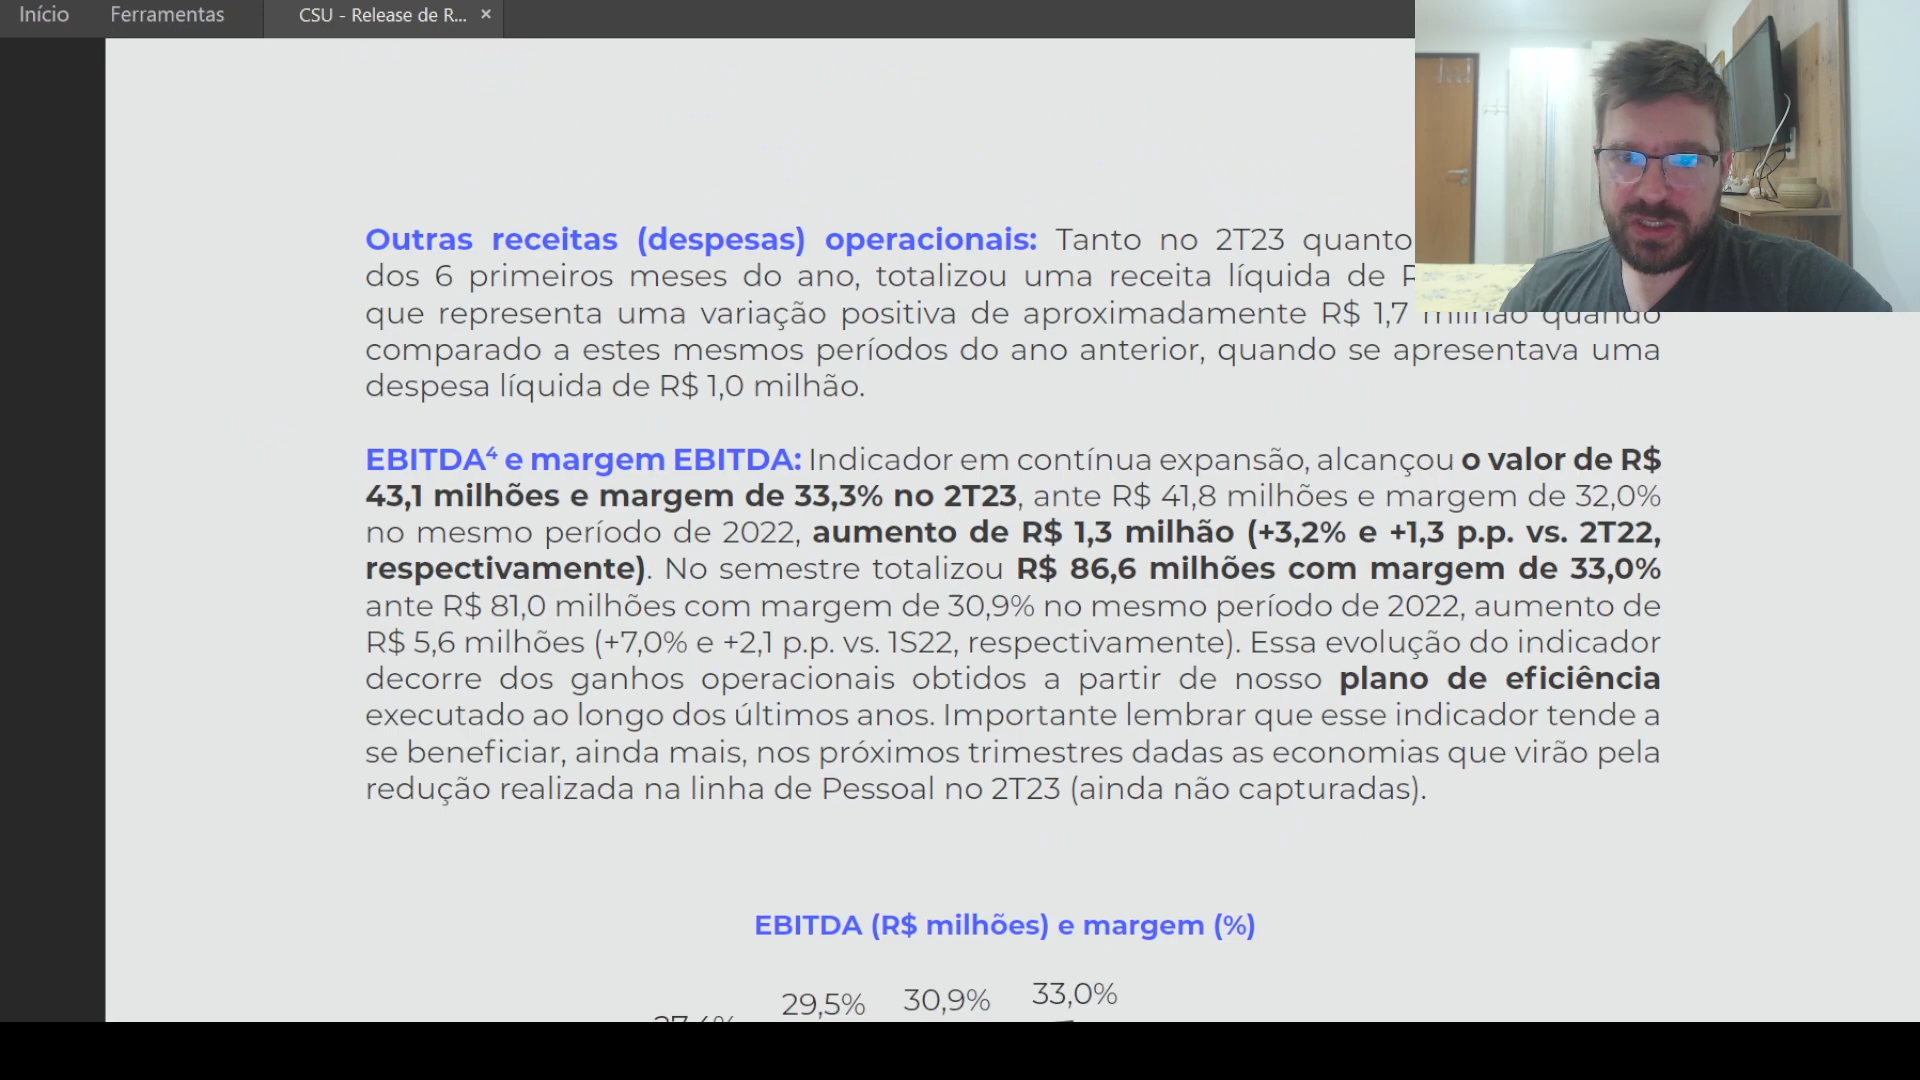 Início Ferramentas CSU - Release de R... ×
Outras receitas (despesas) operacionais: Tanto no 2T23 quanto
dos 6 primeiros meses do ano, totalizou uma receita líquida de
que representa uma variação positiva de aproximadamente R$ 1,7 milhão quando
comparado a estes mesmos períodos do ano anterior, quando se apresentava uma
despesa líquida de R$ 1,0 milhão.
EBITDA⁴ e margem EBITDA: Indicador em contínua expansão, alcançou o valor de R$
43,1 milhões e margem de 33,3% no 2T23, ante R$ 41,8 milhões e margem de 32,0%
no mesmo período de 2022, aumento de R$ 1,3 milhão (+3,2% e +1,3 p.p. vs. 2T22,
respectivamente). No semestre totalizou R$ 86,6 milhões com margem de 33,0%
ante R$ 81,0 milhões com margem de 30,9% no mesmo período de 2022, aumento de
R$ 5,6 milhões (+7,0% e +2,1 p.p. vs. 1S22, respectivamente). Essa evolução do indicador
decorre dos ganhos operacionais obtidos a partir de nosso plano de eficiência
executado ao longo dos últimos anos. Importante lembrar que esse indicador tende a
se beneficiar, ainda mais, nos próximos trimestres dadas as economias que virão pela
redução realizada na linha de Pessoal no 2T23 (ainda não capturadas).
EBITDA (R$ milhões) e margem (%)
29,5% 30,9% 33,0%